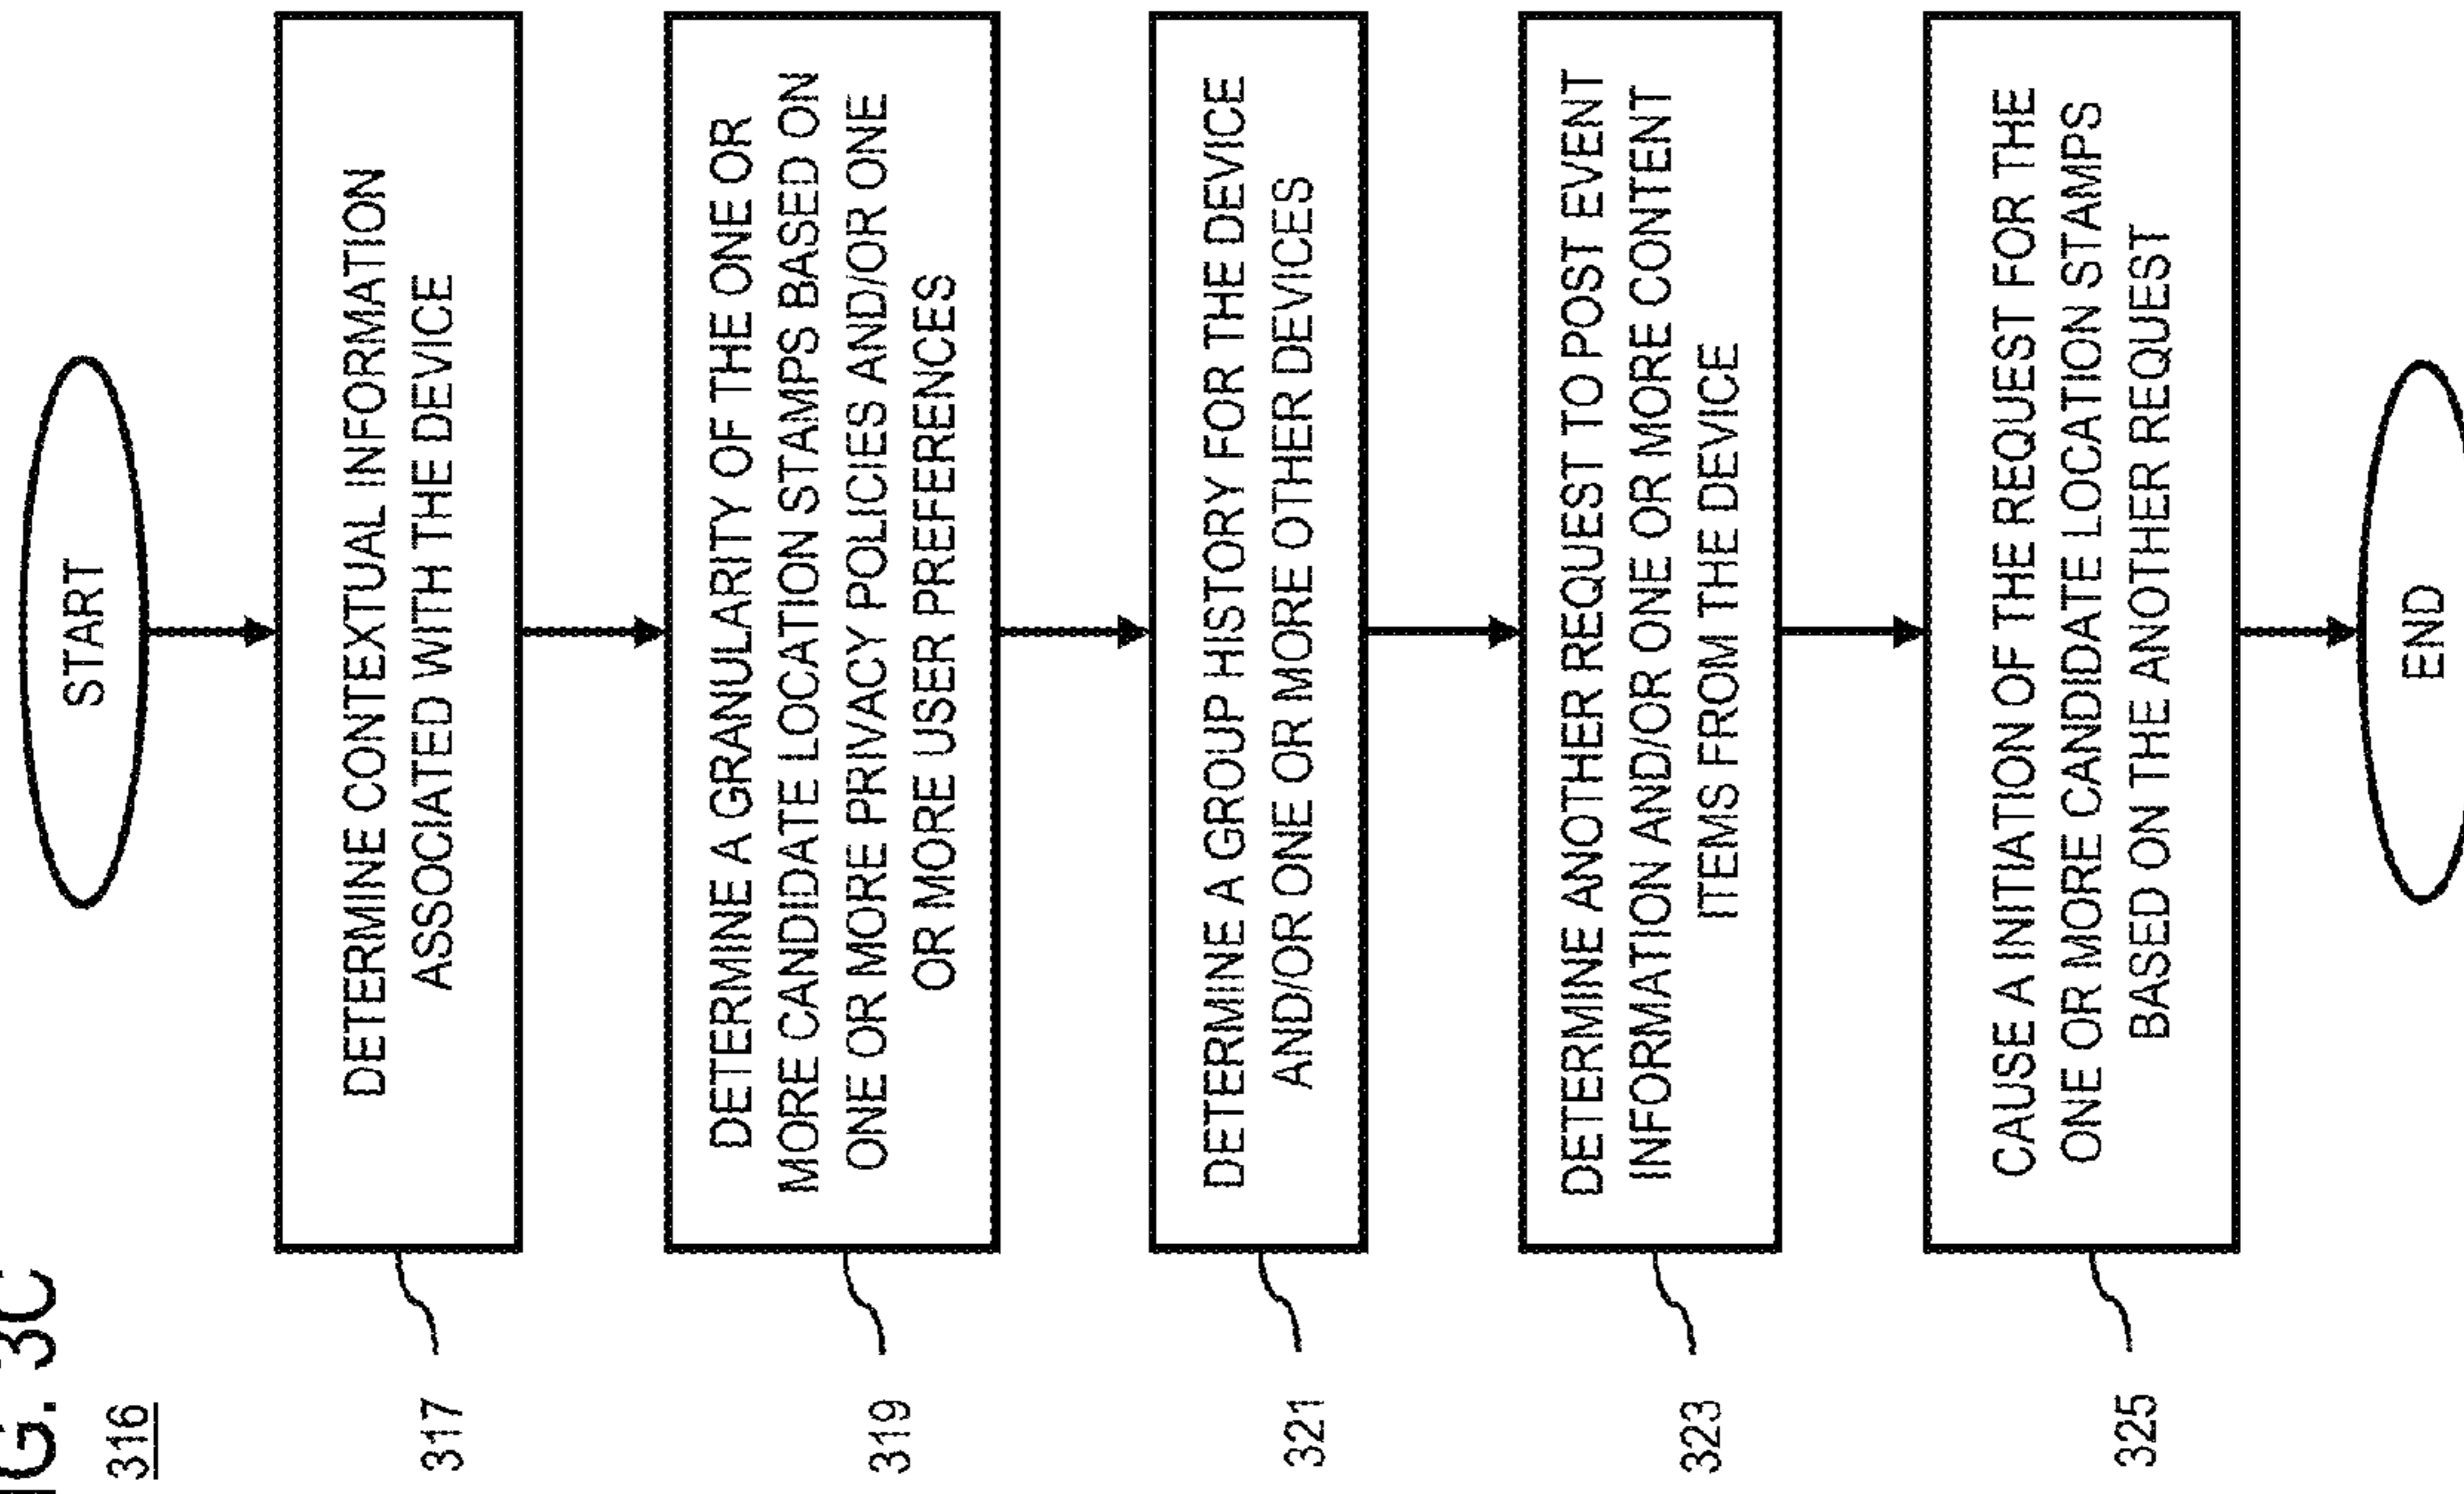 FIG. 3C
316
START
317
DETERMINE CONTEXTUAL INFORMATION
ASSOCIATED WITH THE DEVICE
319
DETERMINE A GRANULARITY OF THE ONE OR
MORE CANDIDATE LOCATION STAMPS BASED ON
ONE OR MORE PRIVACY POLICIES AND/OR ONE
OR MORE USER PREFERENCES
321
DETERMINE A GROUP HISTORY FOR THE DEVICE
AND/OR ONE OR MORE OTHER DEVICES
323
DETERMINE ANOTHER REQUEST TO POST EVENT
INFORMATION AND/OR ONE OR MORE CONTENT
ITEMS FROM THE DEVICE
325
CAUSE A INITIATION OF THE REQUEST FOR THE
ONE OR MORE CANDIDATE LOCATION STAMPS
BASED ON THE ANOTHER REQUEST
END